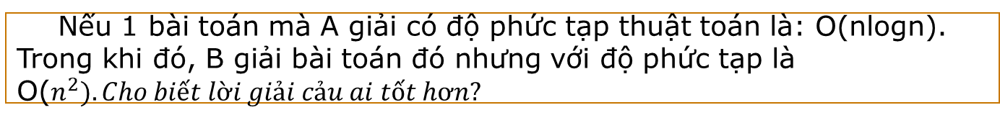 Nếu 1 bài toán mà A giải có độ phức tạp thuật toán là: O(nlogn).
Trong khi đó, B giải bài toán đó nhưng với độ phức tạp là
O(n²).Cho biết lời giải cảu ai tốt hơn?